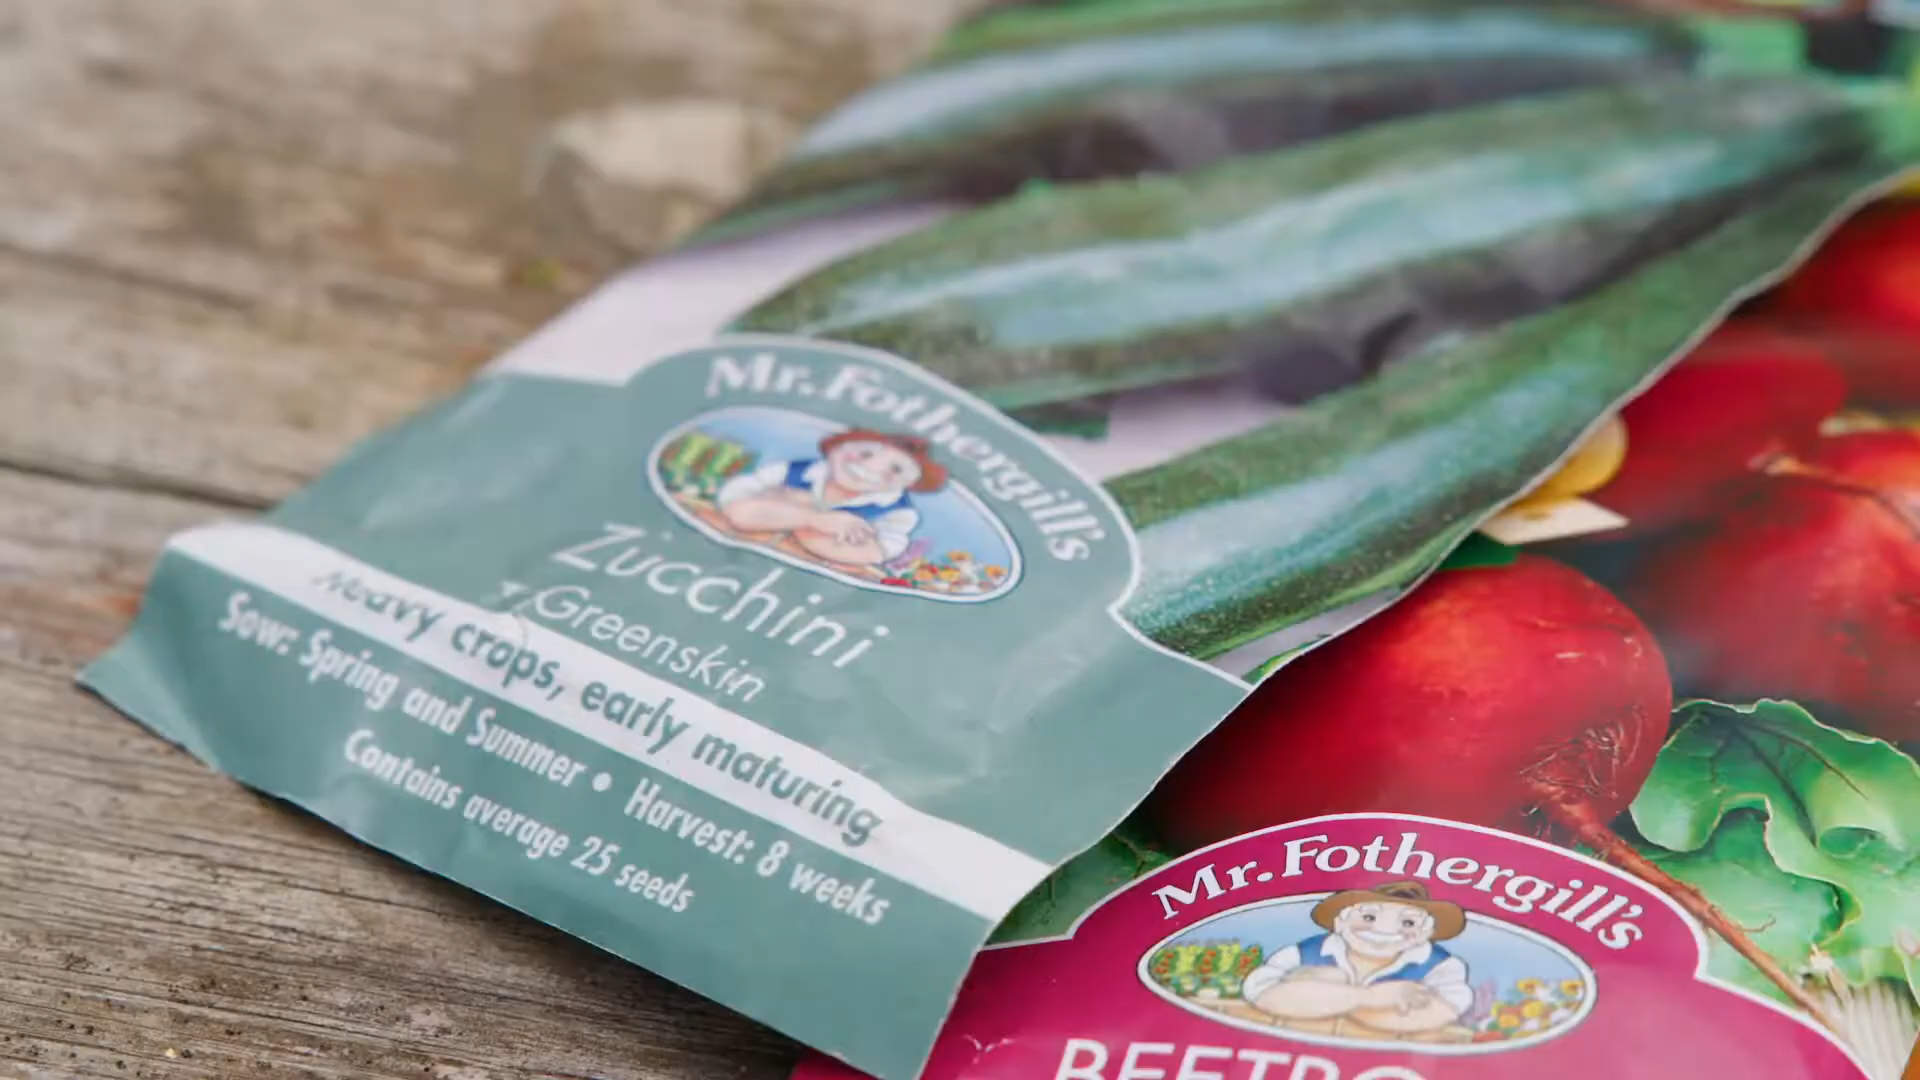 Mr. Fothergill's
Zucchini
Greenskin
Heavy crops, early maturing
Sow: Spring and Summer • Harvest: 8 weeks
Contains average 25 seeds
Mr. Fothergill's